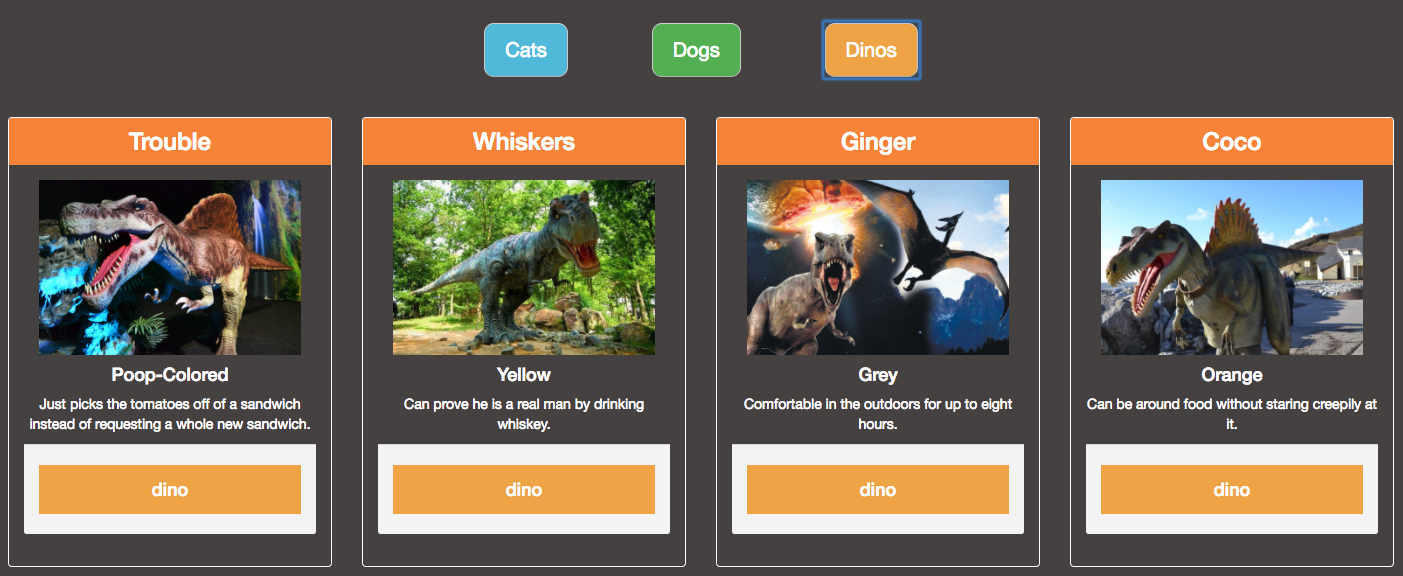 Cats Dogs Dinos
Trouble
Poop-Colored
Just picks the tomatoes off of a sandwich
instead of requesting a whole new sandwich.
dino
Whiskers
Yellow
Can prove he is a real man by drinking
whiskey.
dino
Ginger
Grey
Comfortable in the outdoors for up to eight
hours.
dino
Coco
Orange
Can be around food without staring creepily at
it.
dino